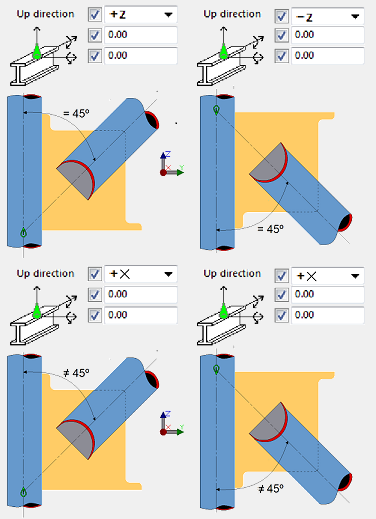 Up direction +Z
0.00
0.00
= 45º
Z
Y
Up direction −Z
0.00
0.00
= 45º
Up direction +X
0.00
0.00
≠ 45º
Z
Y
Up direction +X
0.00
0.00
≠ 45º